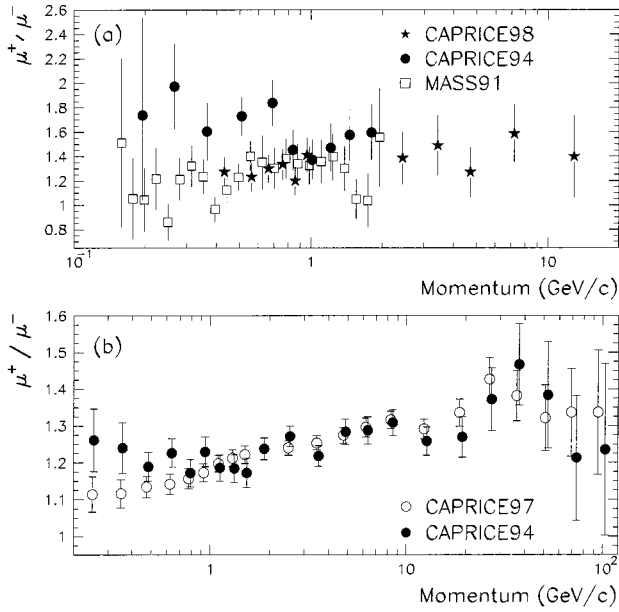 μ⁺/μ⁻
2.6
2.4
2.2
2
1.8
1.6
1.4
1.2
1
0.8
(a)
★ CAPRICE98
● CAPRICE94
□ MASS91
10⁻¹ 1 10
Momentum (GeV/c)
μ⁺/μ⁻
1.6
1.5
1.4
1.3
1.2
1.1
1
(b)
○ CAPRICE97
● CAPRICE94
1 10 10²
Momentum (GeV/c)